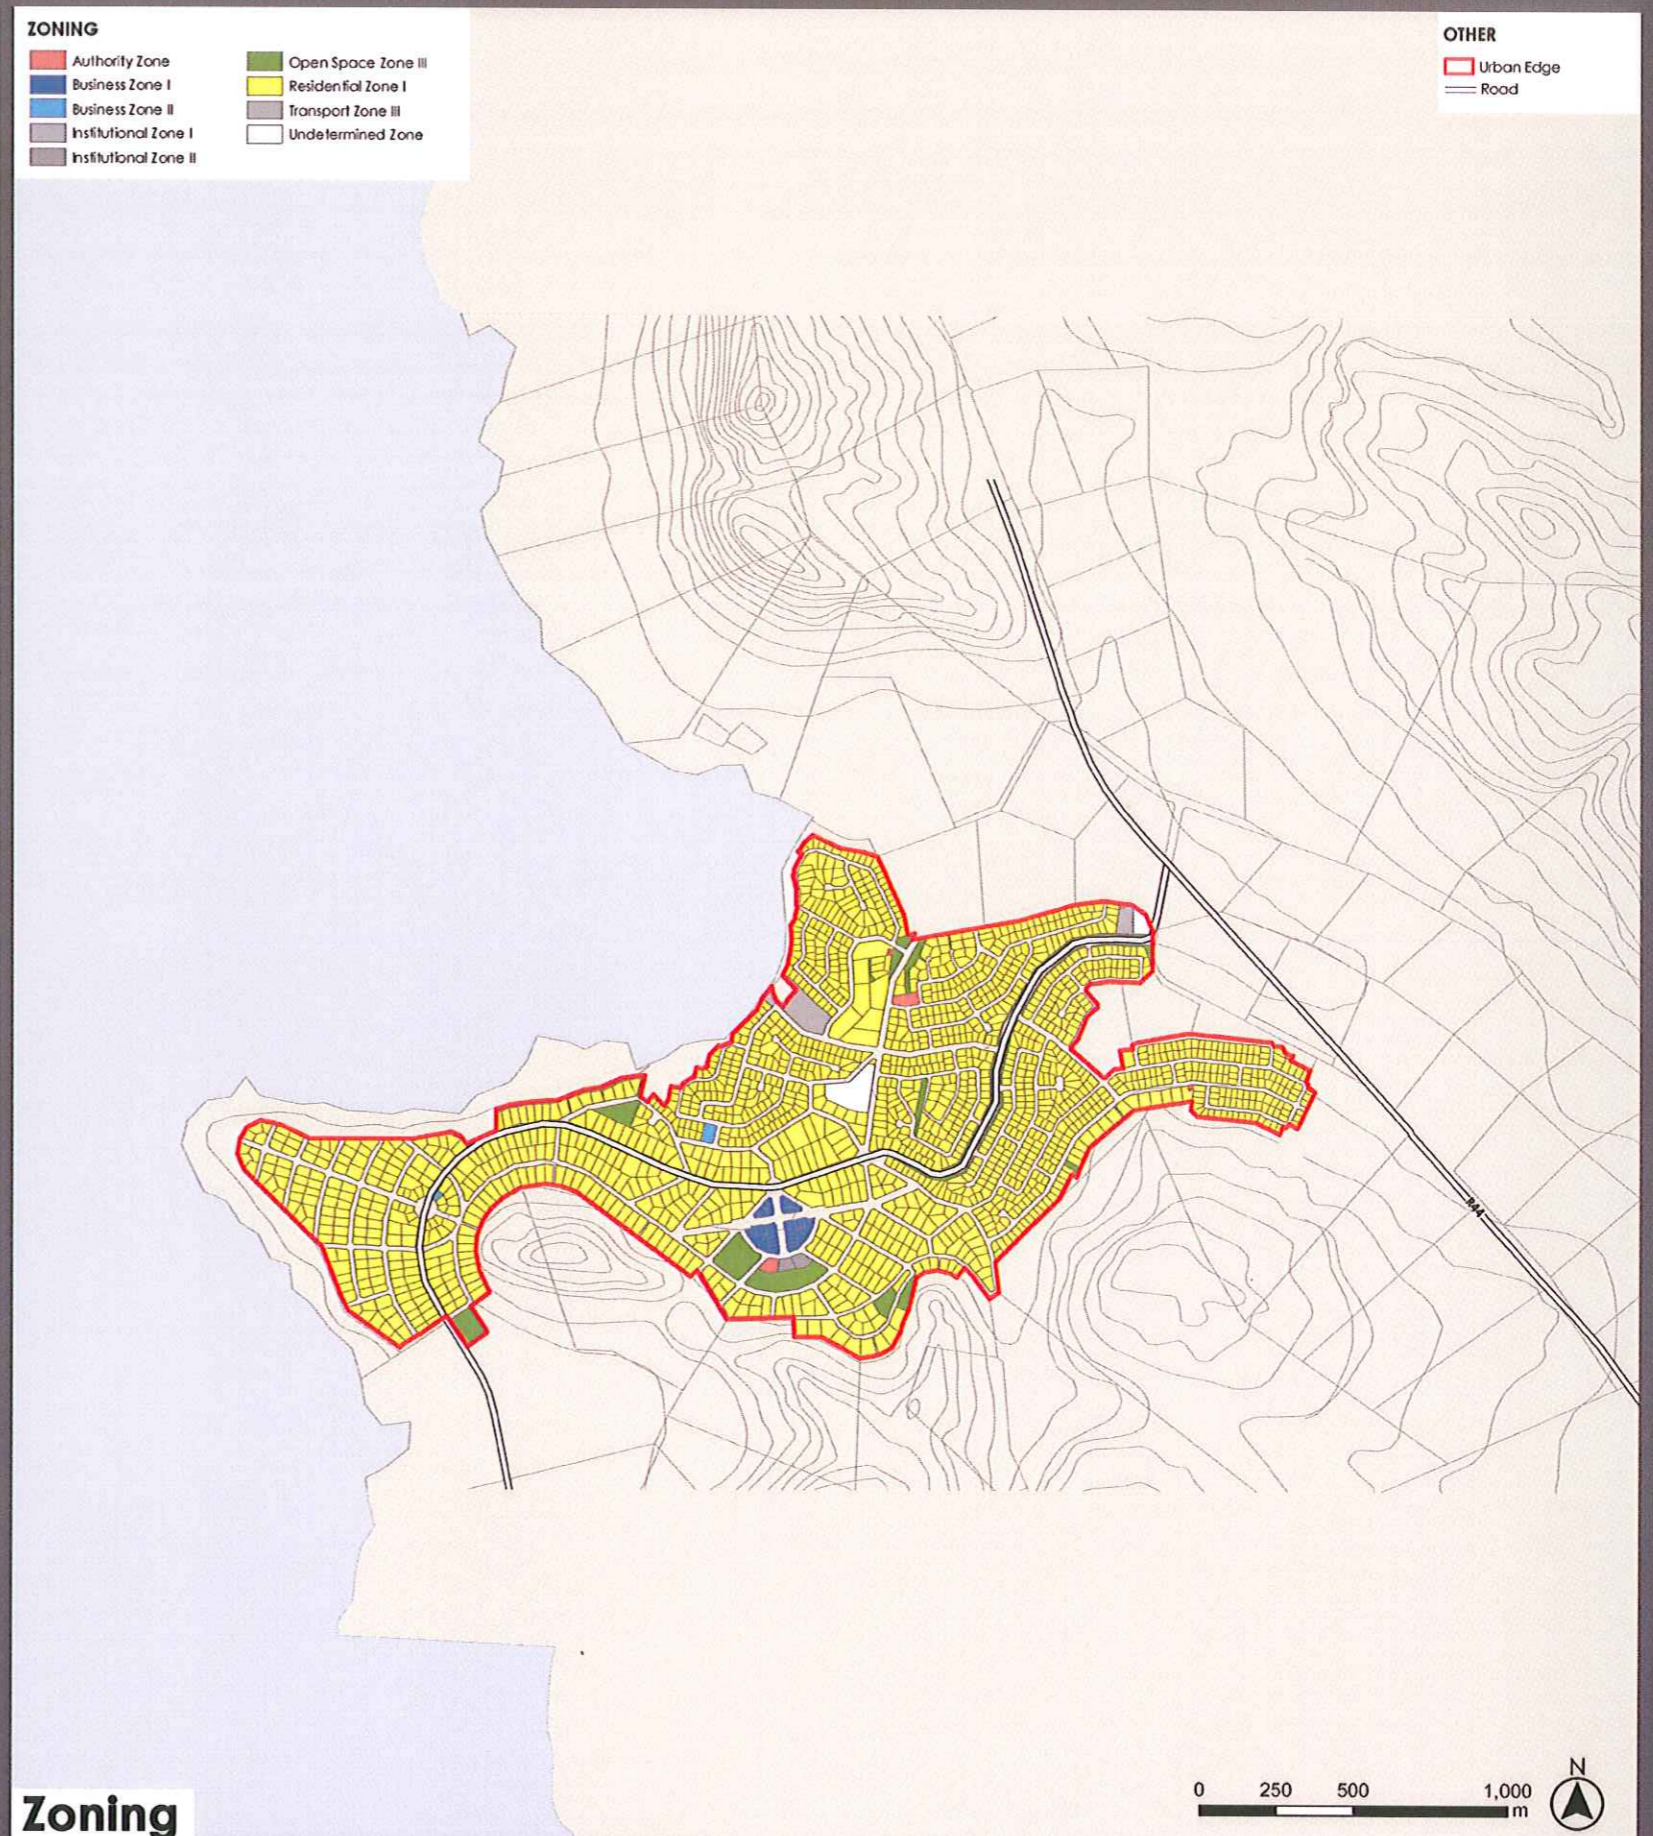 ZONING
Authority Zone
Business Zone I
Business Zone II
Institutional Zone I
Institutional Zone II
Open Space Zone III
Residential Zone I
Transport Zone III
Undetermined Zone
OTHER
Urban Edge
Road
R44
Zoning
0 250 500 1,000
m
N